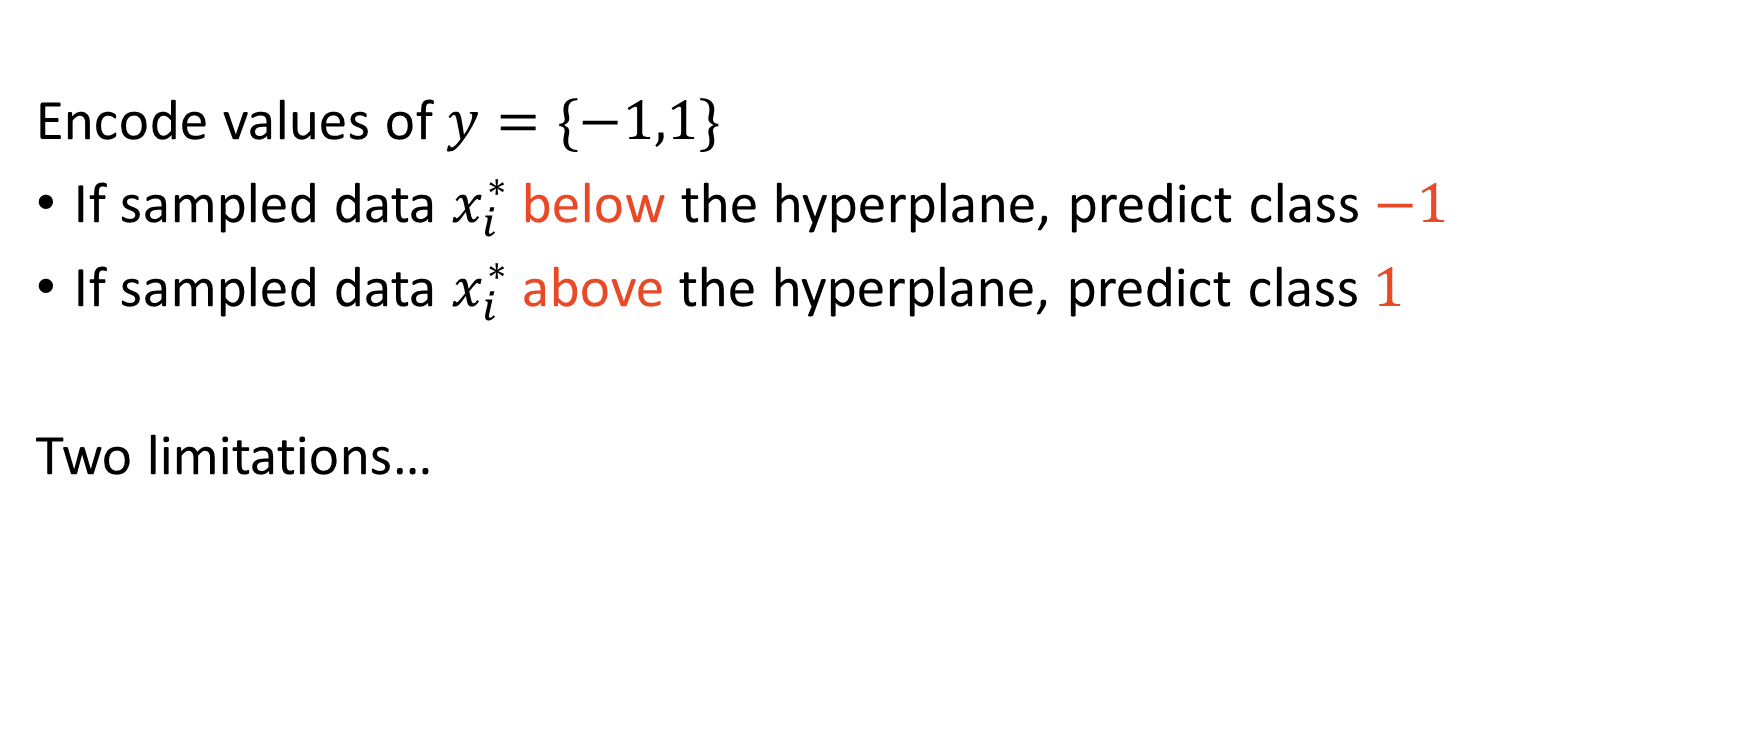 Encode values of y = {−1,1}
• If sampled data x_i^* below the hyperplane, predict class −1
• If sampled data x_i^* above the hyperplane, predict class 1
Two limitations…